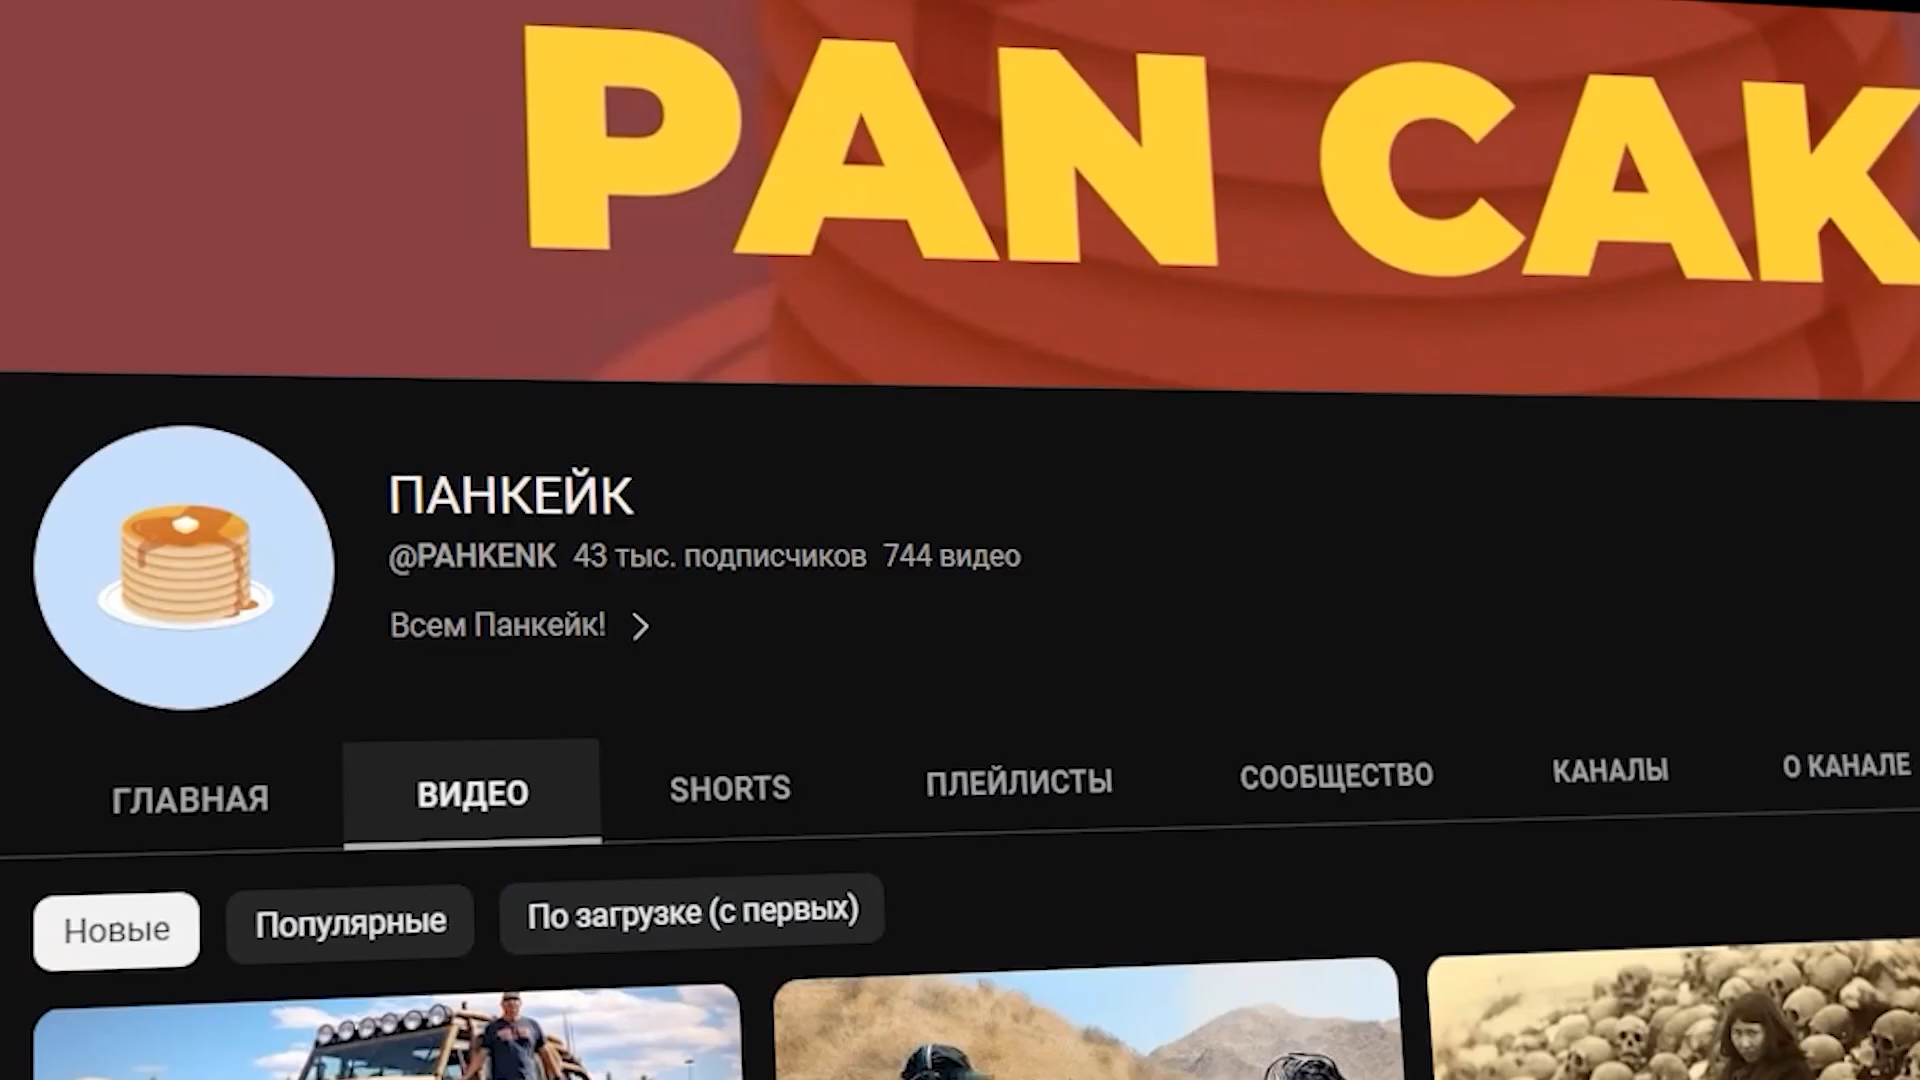 PAN CAK
ПАНКЕЙК
@PAHKENK 43 тыс. подписчиков 744 видео
Всем Панкейк!
ГЛАВНАЯ ВИДЕО SHORTS ПЛЕЙЛИСТЫ СООБЩЕСТВО КАНАЛЫ О КАНАЛЕ
Новые Популярные По загрузке (с первых)